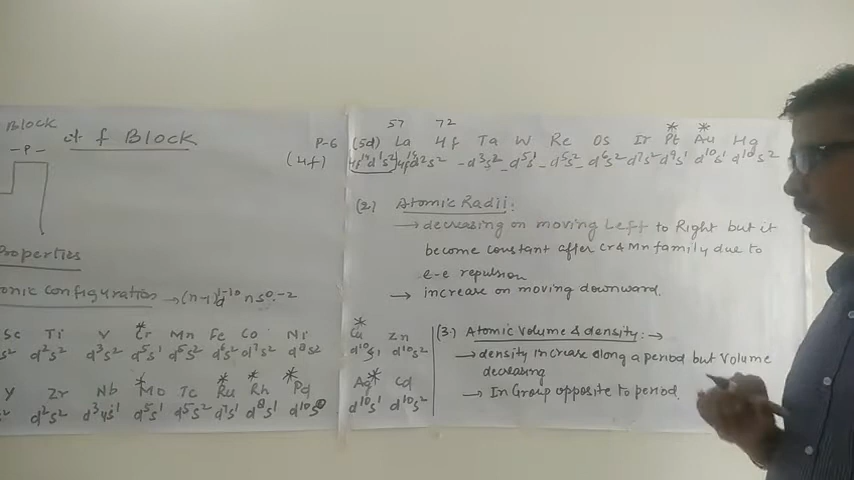 Block
d f Block
-P-
Properties
onic configuration → (n-1)d¹⁻¹⁰ ns⁰·⁻²
Sc Ti V Cr* Mn Fe Co Ni Cu* Zn
s² d²s² d³s² d⁵s¹ d⁵s² d⁶s² d⁷s² d⁸s² d¹⁰s¹ d¹⁰s²
Y Zr Nb Mo* Tc Ru* Rh* Pd* Ag* Cd
s² d²s² d³4s¹ d⁵s¹ d⁵s² d⁷s¹ d⁸s¹ d¹⁰s⁰ d¹⁰s¹ d¹⁰s²
57 72
P-6 (5d) La Hf Ta W Re Os Ir Pt* Au* Hg
(4f) d¹s² 4f¹⁴d²s² -d³s² - d⁵s¹ - d⁵s² - d⁶s² d⁷s² d⁹s¹ d¹⁰s¹ d¹⁰s²
(2) Atomic Radii:
→ decreasing on moving Left to Right but it
become constant after Cr & Mn family due to
e-e repulsion
→ increase on moving downward.
(3.) Atomic Volume & density: →
→ density increase along a period but Volume
decreasing
→ In Group opposite to period.